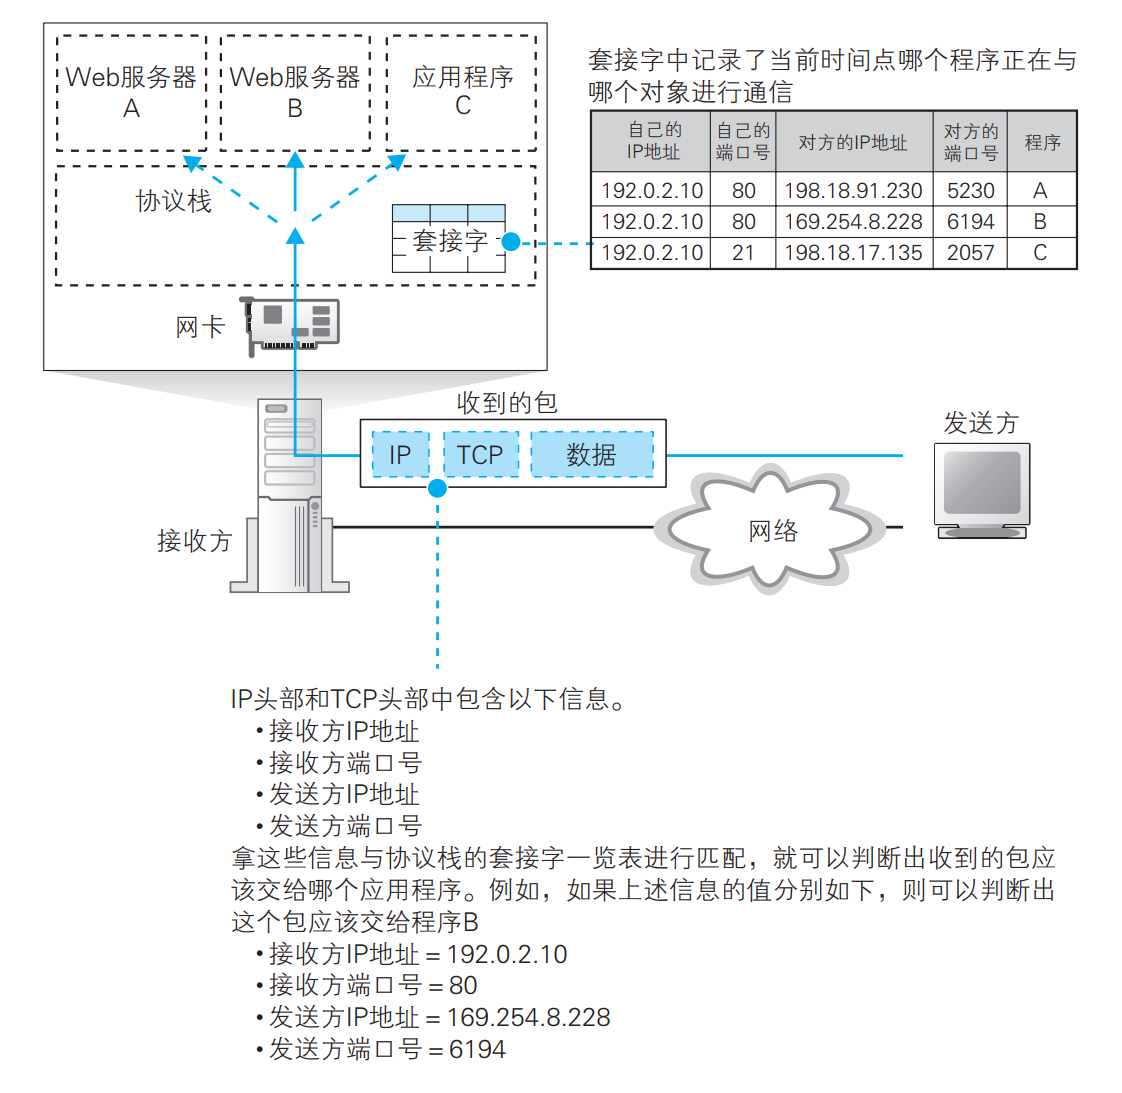 Web服务器
A
Web服务器
B
应用程序
C
协议栈
套接字
网卡
套接字中记录了当前时间点哪个程序正在与
哪个对象进行通信
自己的
IP地址
自己的
端口号
对方的IP地址
对方的
端口号
程序
192.0.2.10 80 198.18.91.230 5230 A
192.0.2.10 80 169.254.8.228 6194 B
192.0.2.10 21 198.18.17.135 2057 C
收到的包
IP TCP 数据
发送方
网络
接收方
IP头部和TCP头部中包含以下信息。
•接收方IP地址
•接收方端口号
•发送方IP地址
•发送方端口号
拿这些信息与协议栈的套接字一览表进行匹配，就可以判断出收到的包应
该交给哪个应用程序。例如，如果上述信息的值分别如下，则可以判断出
这个包应该交给程序B
•接收方IP地址＝192.0.2.10
•接收方端口号＝80
•发送方IP地址＝169.254.8.228
•发送方端口号＝6194